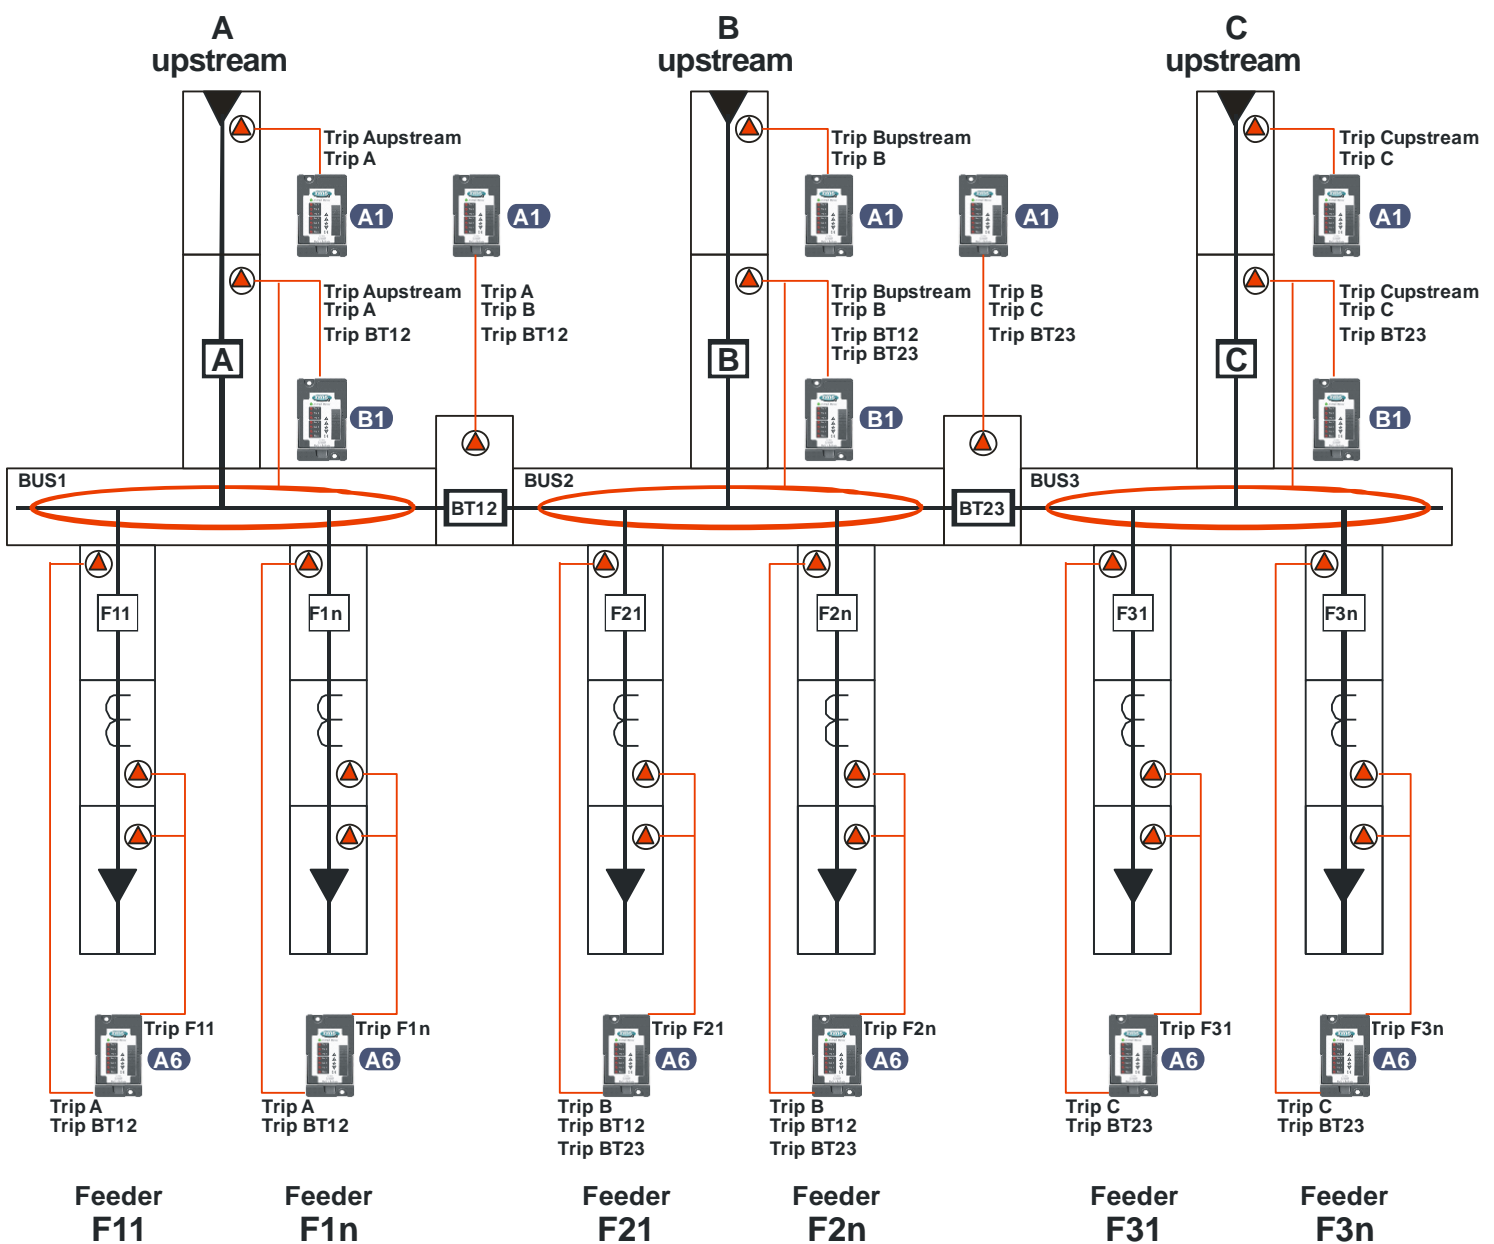 A
upstream
B
upstream
C
upstream
Trip Aupstream
Trip A
A1
A1
Trip Bupstream
Trip B
A1
A1
Trip Cupstream
Trip C
A1
Trip Aupstream
Trip A
Trip BT12
Trip A
Trip B
Trip BT12
Trip Bupstream
Trip B
Trip BT12
Trip BT23
Trip B
Trip C
Trip BT23
Trip Cupstream
Trip C
Trip BT23
A
B
C
B1
B1
B1
BUS1
BUS2
BUS3
BT12
BT23
F11
F1n
F21
F2n
F31
F3n
Trip F11
A6
Trip F1n
A6
Trip F21
A6
Trip F2n
A6
Trip F31
A6
Trip F3n
A6
Trip A
Trip BT12
Trip A
Trip BT12
Trip B
Trip BT12
Trip BT23
Trip B
Trip BT12
Trip BT23
Trip C
Trip BT23
Trip C
Trip BT23
Feeder
F11
Feeder
F1n
Feeder
F21
Feeder
F2n
Feeder
F31
Feeder
F3n